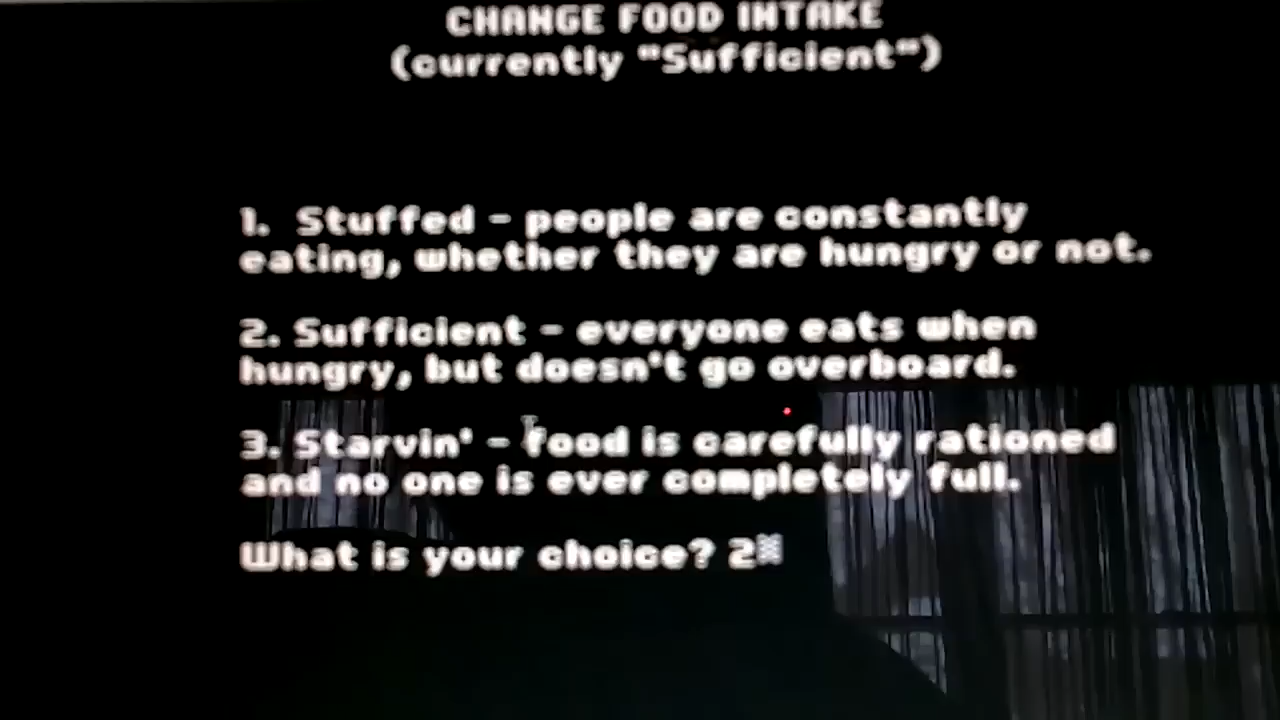 CHANGE FOOD INTAKE
(currently "Sufficient")
1. Stuffed - people are constantly
eating, whether they are hungry or not.
2. Sufficient - everyone eats when
hungry, but doesn't go overboard.
3. Starvin' - food is carefully rationed
and no one is ever completely full.
What is your choice? 2